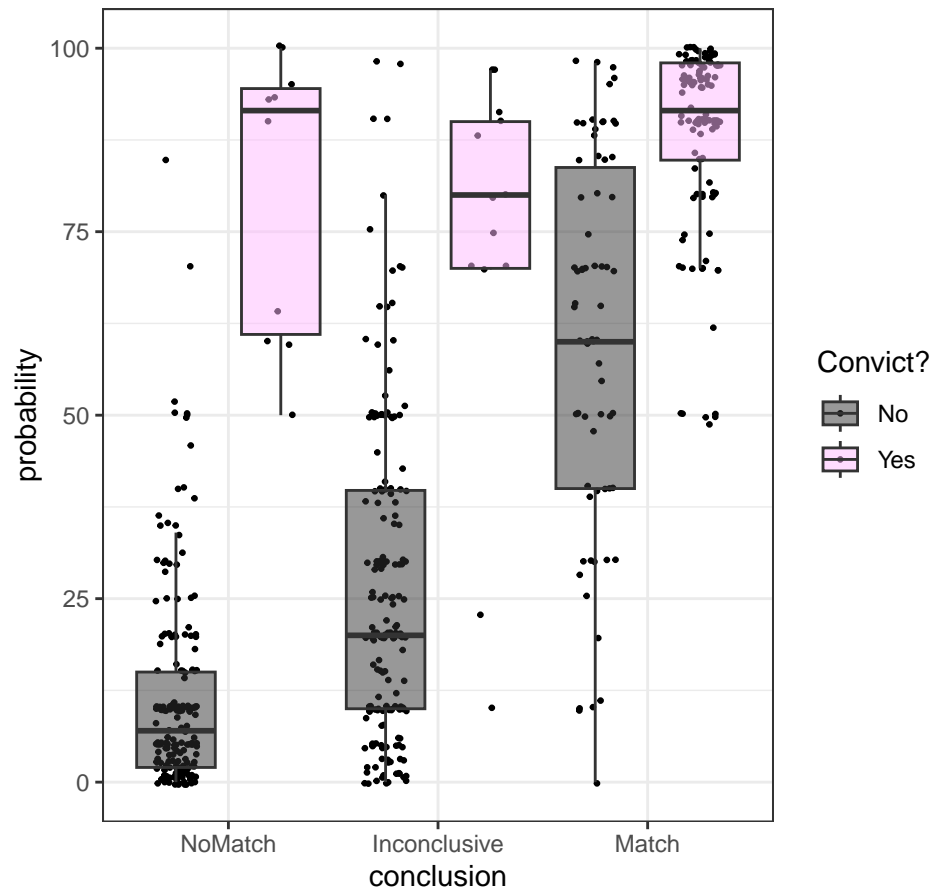 100
75
50
25
0
probability
NoMatch
Inconclusive
Match
conclusion
Convict?
No
Yes